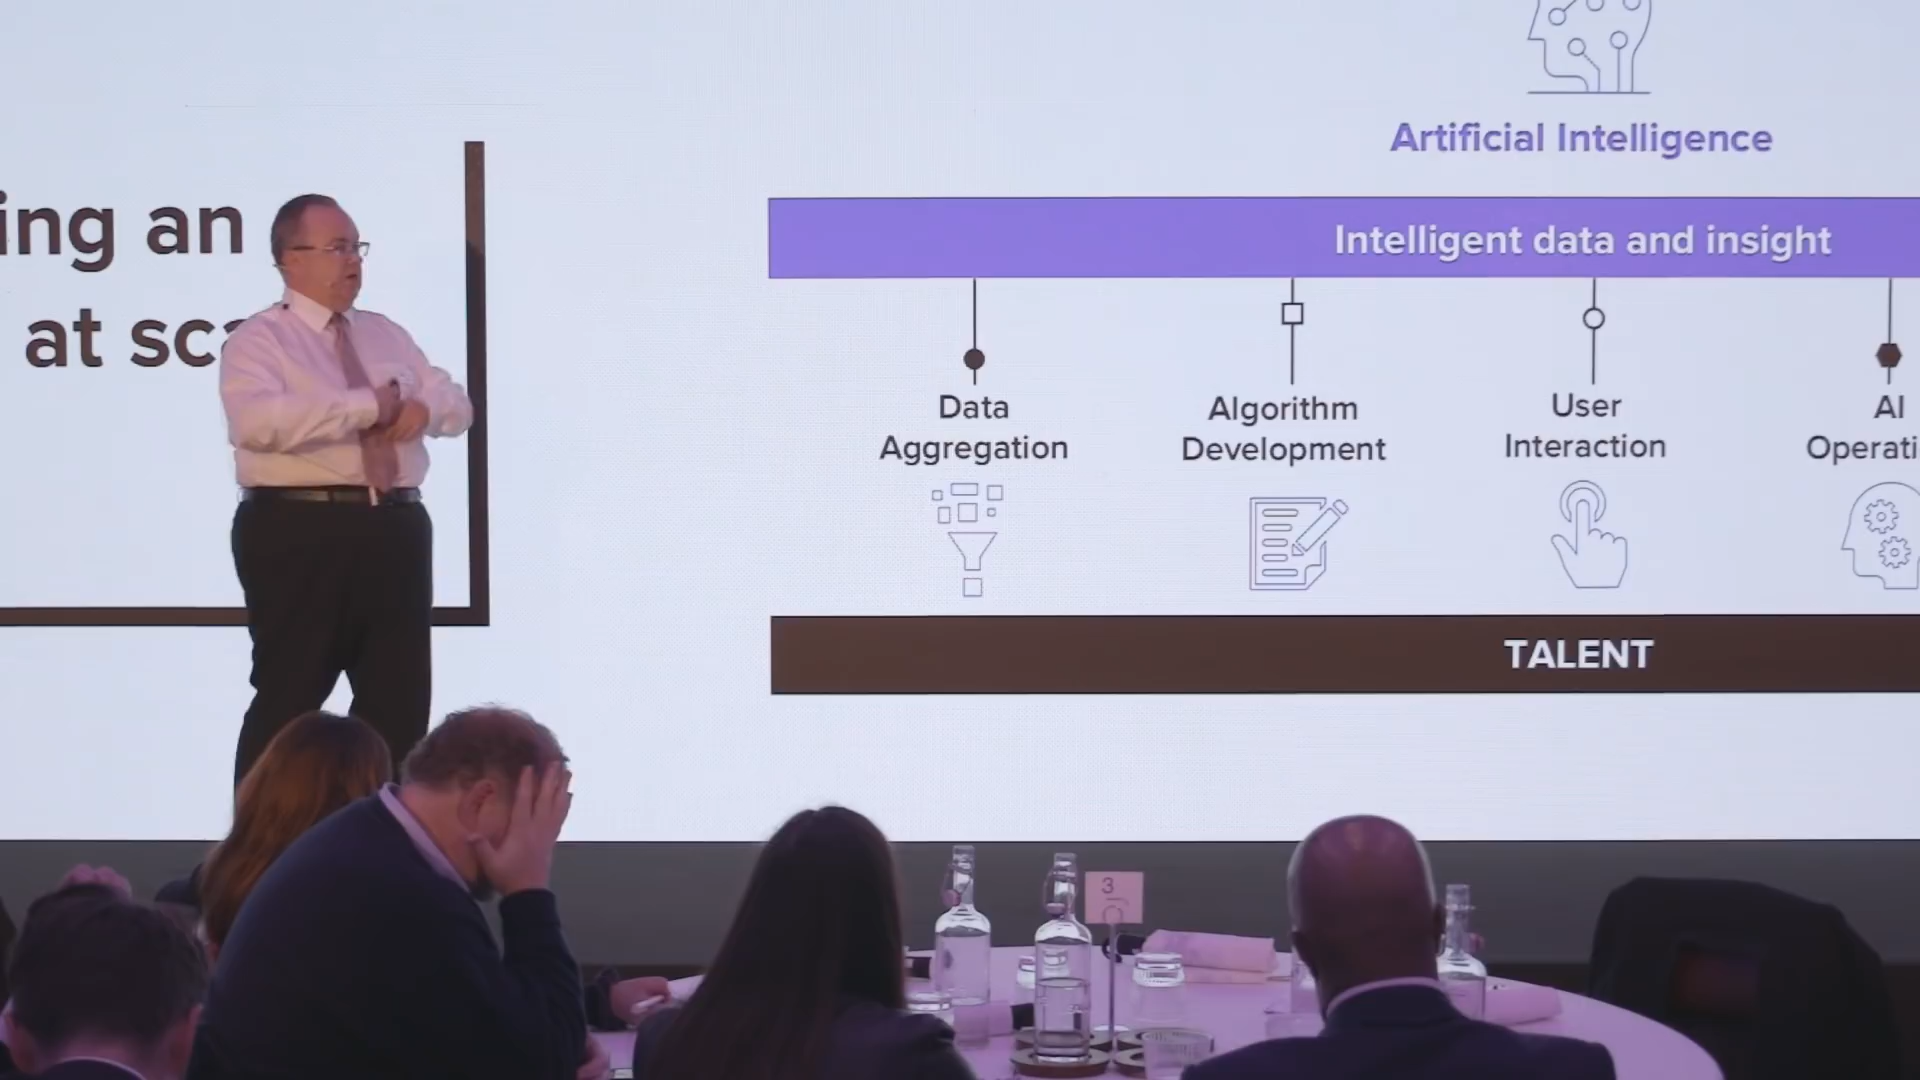 ing an
at sca
Artificial Intelligence
Intelligent data and insight
Data
Aggregation
Algorithm
Development
User
Interaction
AI
Operati
TALENT
3